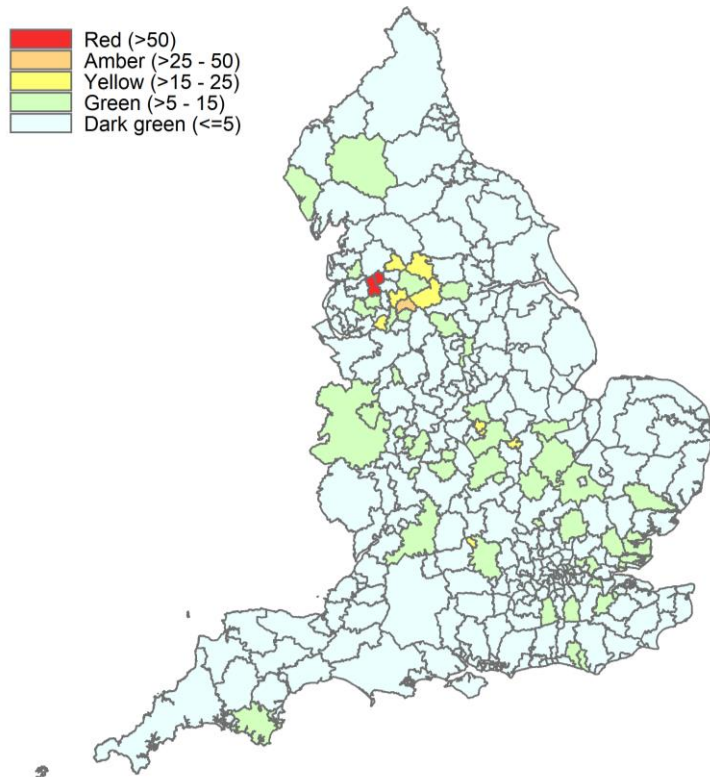 Red (>50)
Amber (>25 - 50)
Yellow (>15 - 25)
Green (>5 - 15)
Dark green (<=5)